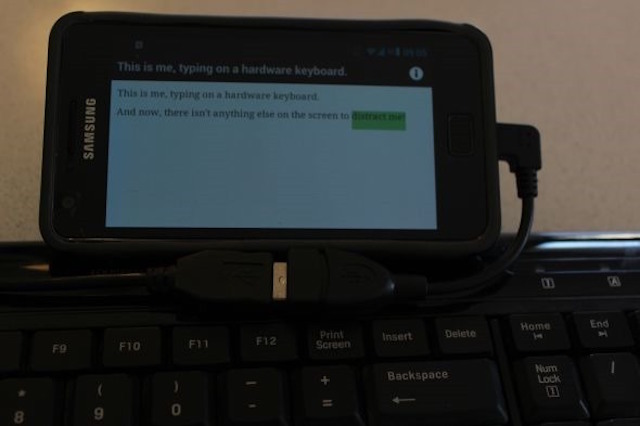 This is me, typing on a hardware keyboard.
This is me, typing on a hardware keyboard.
And now, there isn't anything else on the screen to distract me!
SAMSUNG
F9 F10 F11 F12 Print Screen Insert Delete Home End
* 8 ( 9 ) 0 - + = Backspace Num Lock /